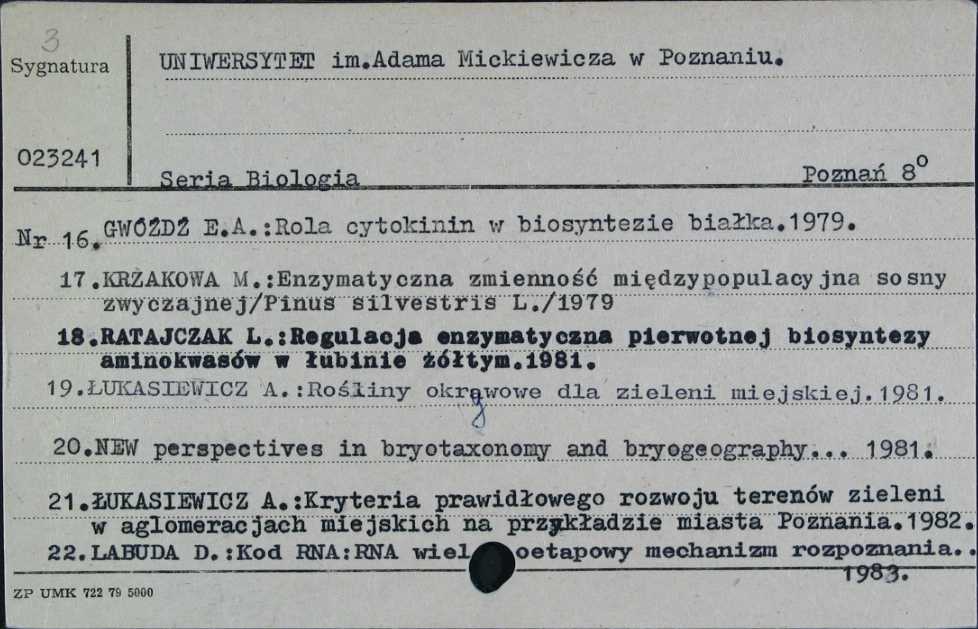 3
Sygnatura
UNIWERSYTET im.Adama Mickiewicza w Poznaniu.
023241
Seria Biologia Poznań 8º
Nr 16. GWÓŹDŹ E.A.:Rola cytokinin w biosyntezie białka.1979.
17.KRZAKOWA M.:Enzymatyczna zmienność międzypopulacyjna sosny
zwyczajnej/Pinus silvestris L./1979
18.RATAJCZAK L.:Regulacja enzymatyczna pierwotnej biosyntezy
aminokwasów w łubinie żółtym.1981.
19.ŁUKASIEWICZ A.:Rośliny okrywowe dla zieleni miejskiej.1981.
20.NEW perspectives in bryotaxonomy and bryogeography... 1981.
21.ŁUKASIEWICZ A.:Kryteria prawidłowego rozwoju terenów zieleni
w aglomeracjach miejskich na przykładzie miasta Poznania.1982.
22.LABUDA D.:Kod RNA:RNA wiel oetapowy mechanizm rozpoznania..
1983.
ZP UMK 722 79 5000